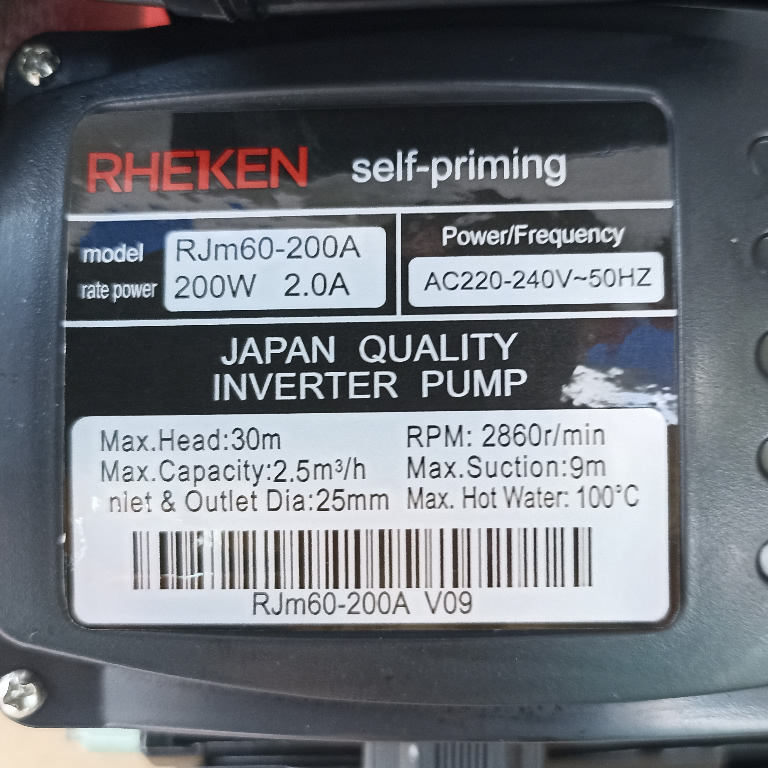 RHEKEN self-priming
model RJm60-200A
rate power 200W 2.0A
Power/Frequency
AC220-240V~50HZ
JAPAN QUALITY
INVERTER PUMP
Max.Head:30m RPM: 2860r/min
Max.Capacity:2.5m³/h Max.Suction:9m
nlet & Outlet Dia:25mm Max. Hot Water: 100°C
RJm60-200A V09